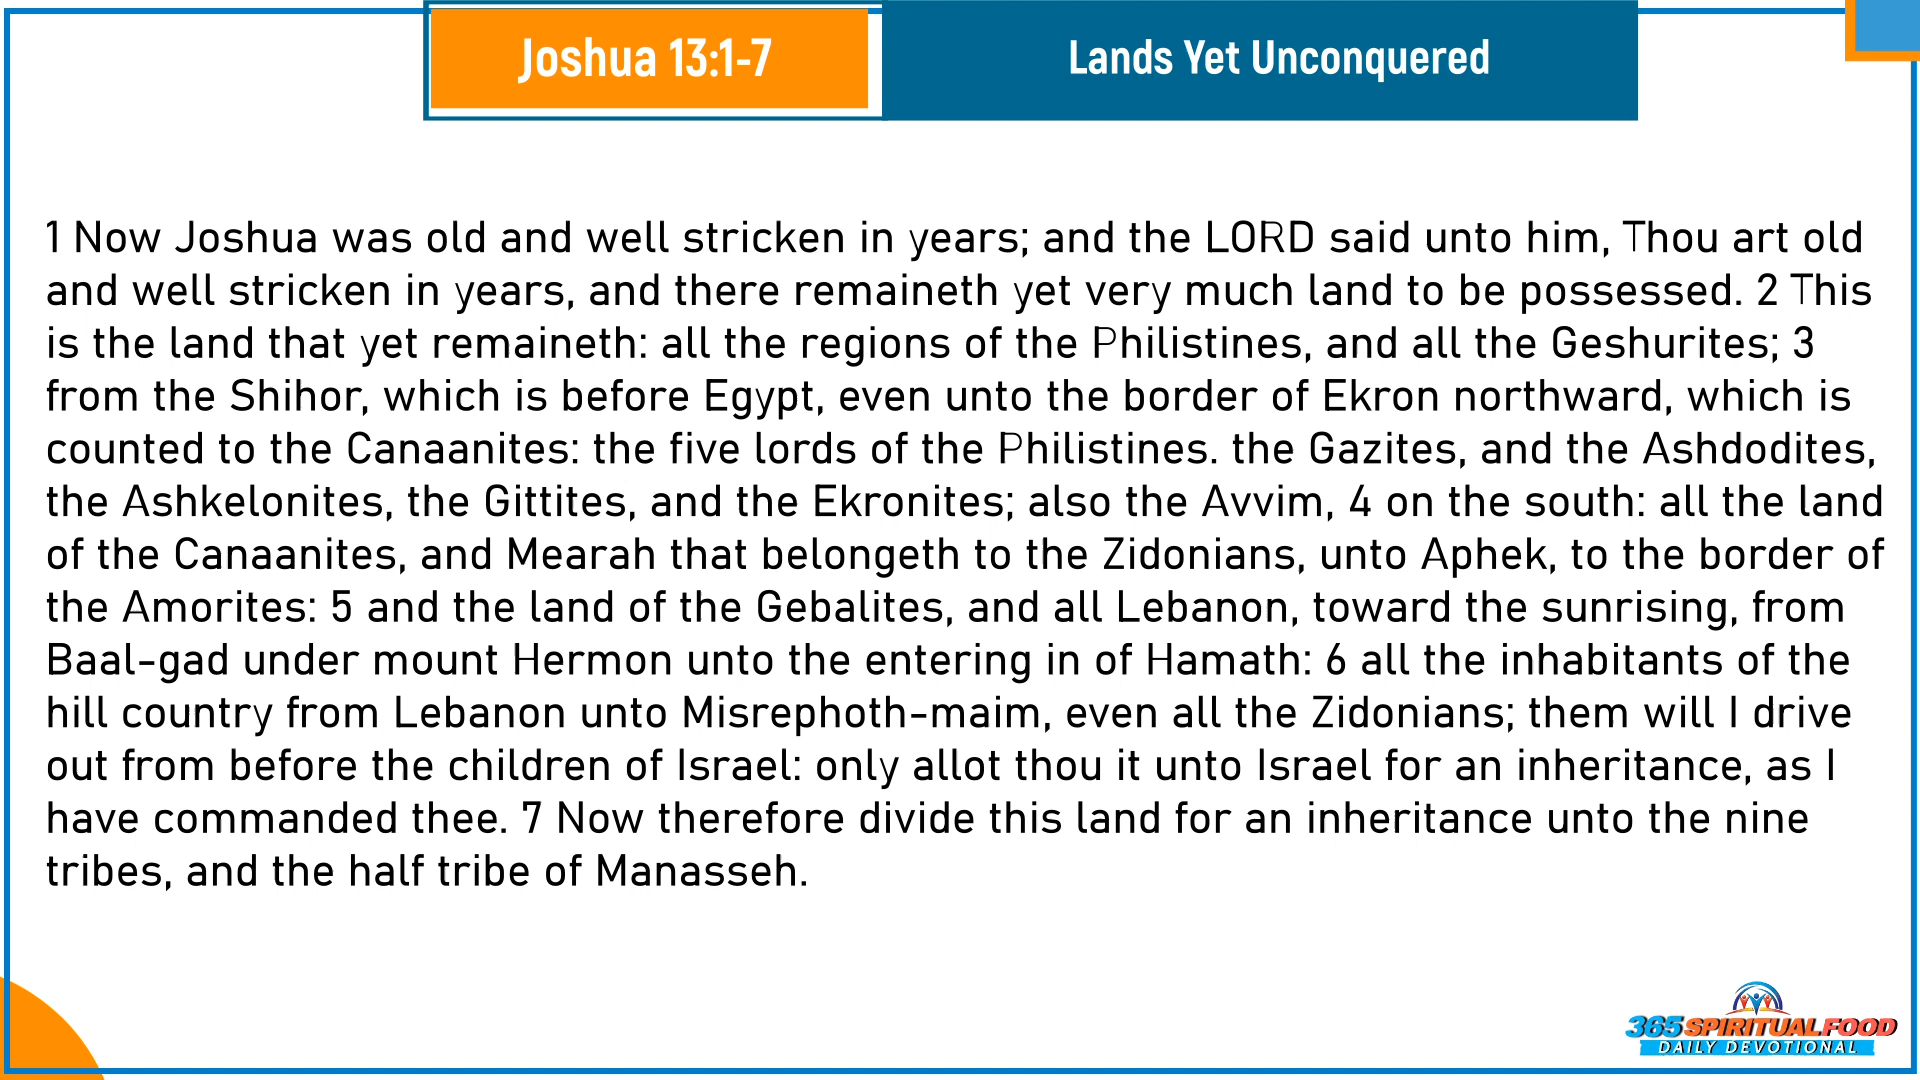 Joshua 13:1-7
Lands Yet Unconquered
1 Now Joshua was old and well stricken in years; and the LORD said unto him, Thou art old
and well stricken in years, and there remaineth yet very much land to be possessed. 2 This
is the land that yet remaineth: all the regions of the Philistines, and all the Geshurites; 3
from the Shihor, which is before Egypt, even unto the border of Ekron northward, which is
counted to the Canaanites: the five lords of the Philistines. the Gazites, and the Ashdodites,
the Ashkelonites, the Gittites, and the Ekronites; also the Avvim, 4 on the south: all the land
of the Canaanites, and Mearah that belongeth to the Zidonians, unto Aphek, to the border of
the Amorites: 5 and the land of the Gebalites, and all Lebanon, toward the sunrising, from
Baal-gad under mount Hermon unto the entering in of Hamath: 6 all the inhabitants of the
hill country from Lebanon unto Misrephoth-maim, even all the Zidonians; them will I drive
out from before the children of Israel: only allot thou it unto Israel for an inheritance, as I
have commanded thee. 7 Now therefore divide this land for an inheritance unto the nine
tribes, and the half tribe of Manasseh.
365SPIRITUALFOOD
DAILY DEVOTIONAL